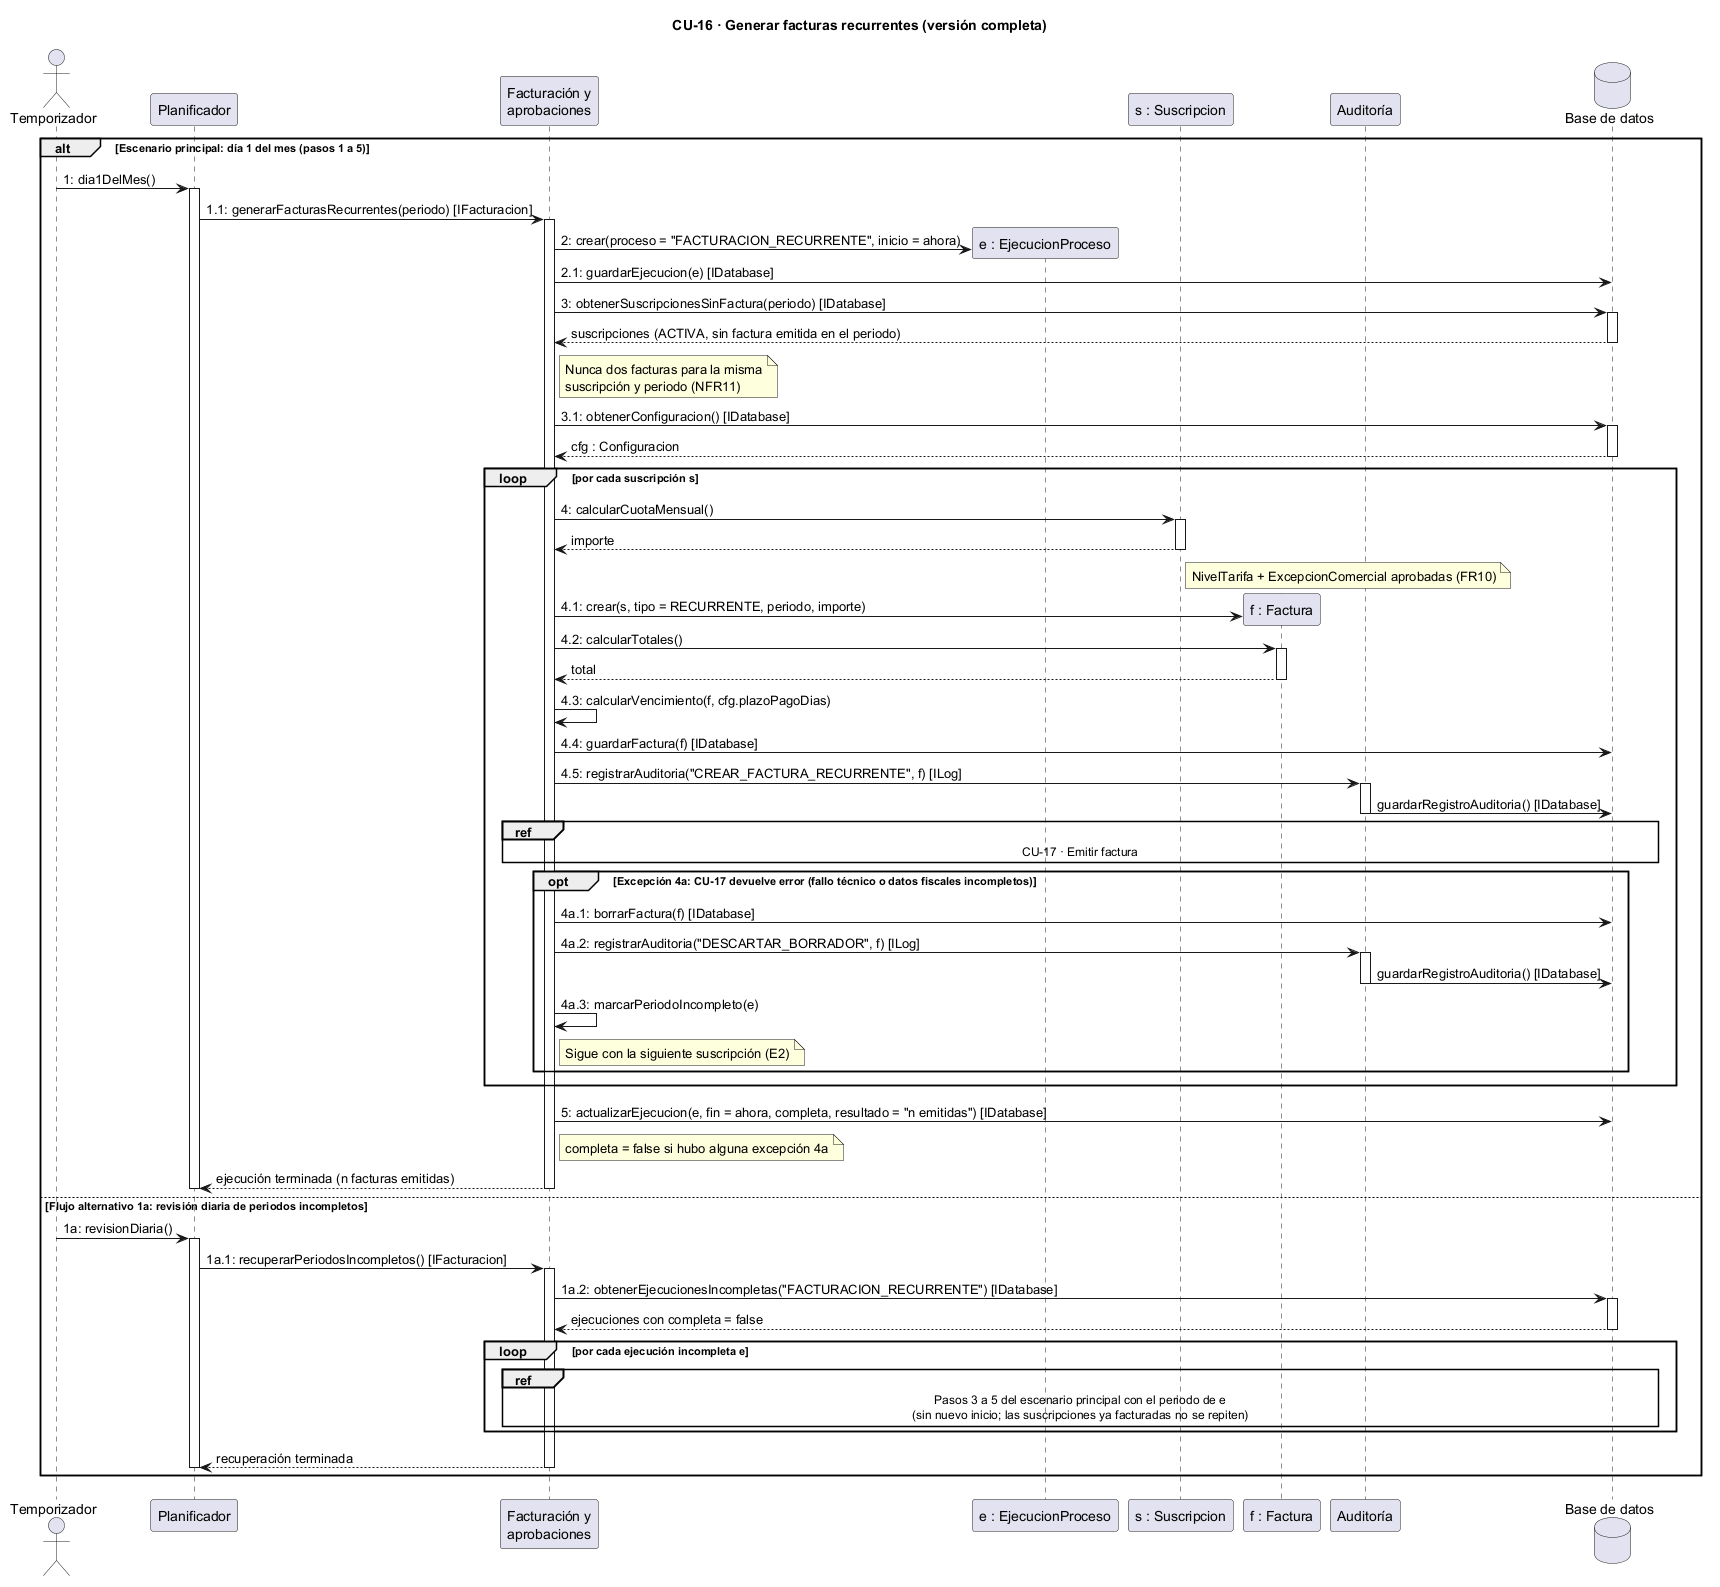 CU-16 · Generar facturas recurrentes (versión completa)
Temporizador
Planificador
Facturación y
aprobaciones
s : Suscripcion
Auditoría
Base de datos
alt
[Escenario principal: día 1 del mes (pasos 1 a 5)]
1: dia1DelMes()
1.1: generarFacturasRecurrentes(periodo) [IFacturacion]
2: crear(proceso = "FACTURACION_RECURRENTE", inicio = ahora)
e : EjecucionProceso
2.1: guardarEjecucion(e) [IDatabase]
3: obtenerSuscripcionesSinFactura(periodo) [IDatabase]
suscripciones (ACTIVA, sin factura emitida en el periodo)
Nunca dos facturas para la misma
suscripción y periodo (NFR11)
3.1: obtenerConfiguracion() [IDatabase]
cfg : Configuracion
loop
[por cada suscripción s]
4: calcularCuotaMensual()
importe
NivelTarifa + ExcepcionComercial aprobadas (FR10)
4.1: crear(s, tipo = RECURRENTE, periodo, importe)
f : Factura
4.2: calcularTotales()
total
4.3: calcularVencimiento(f, cfg.plazoPagoDias)
4.4: guardarFactura(f) [IDatabase]
4.5: registrarAuditoria("CREAR_FACTURA_RECURRENTE", f) [ILog]
guardarRegistroAuditoria() [IDatabase]
ref
CU-17 · Emitir factura
opt
[Excepción 4a: CU-17 devuelve error (fallo técnico o datos fiscales incompletos)]
4a.1: borrarFactura(f) [IDatabase]
4a.2: registrarAuditoria("DESCARTAR_BORRADOR", f) [ILog]
guardarRegistroAuditoria() [IDatabase]
4a.3: marcarPeriodoIncompleto(e)
Sigue con la siguiente suscripción (E2)
5: actualizarEjecucion(e, fin = ahora, completa, resultado = "n emitidas") [IDatabase]
completa = false si hubo alguna excepción 4a
ejecución terminada (n facturas emitidas)
[Flujo alternativo 1a: revisión diaria de periodos incompletos]
1a: revisionDiaria()
1a.1: recuperarPeriodosIncompletos() [IFacturacion]
1a.2: obtenerEjecucionesIncompletas("FACTURACION_RECURRENTE") [IDatabase]
ejecuciones con completa = false
loop
[por cada ejecución incompleta e]
ref
Pasos 3 a 5 del escenario principal con el periodo de e
(sin nuevo inicio; las suscripciones ya facturadas no se repiten)
recuperación terminada
Temporizador
Planificador
Facturación y
aprobaciones
e : EjecucionProceso
s : Suscripcion
f : Factura
Auditoría
Base de datos